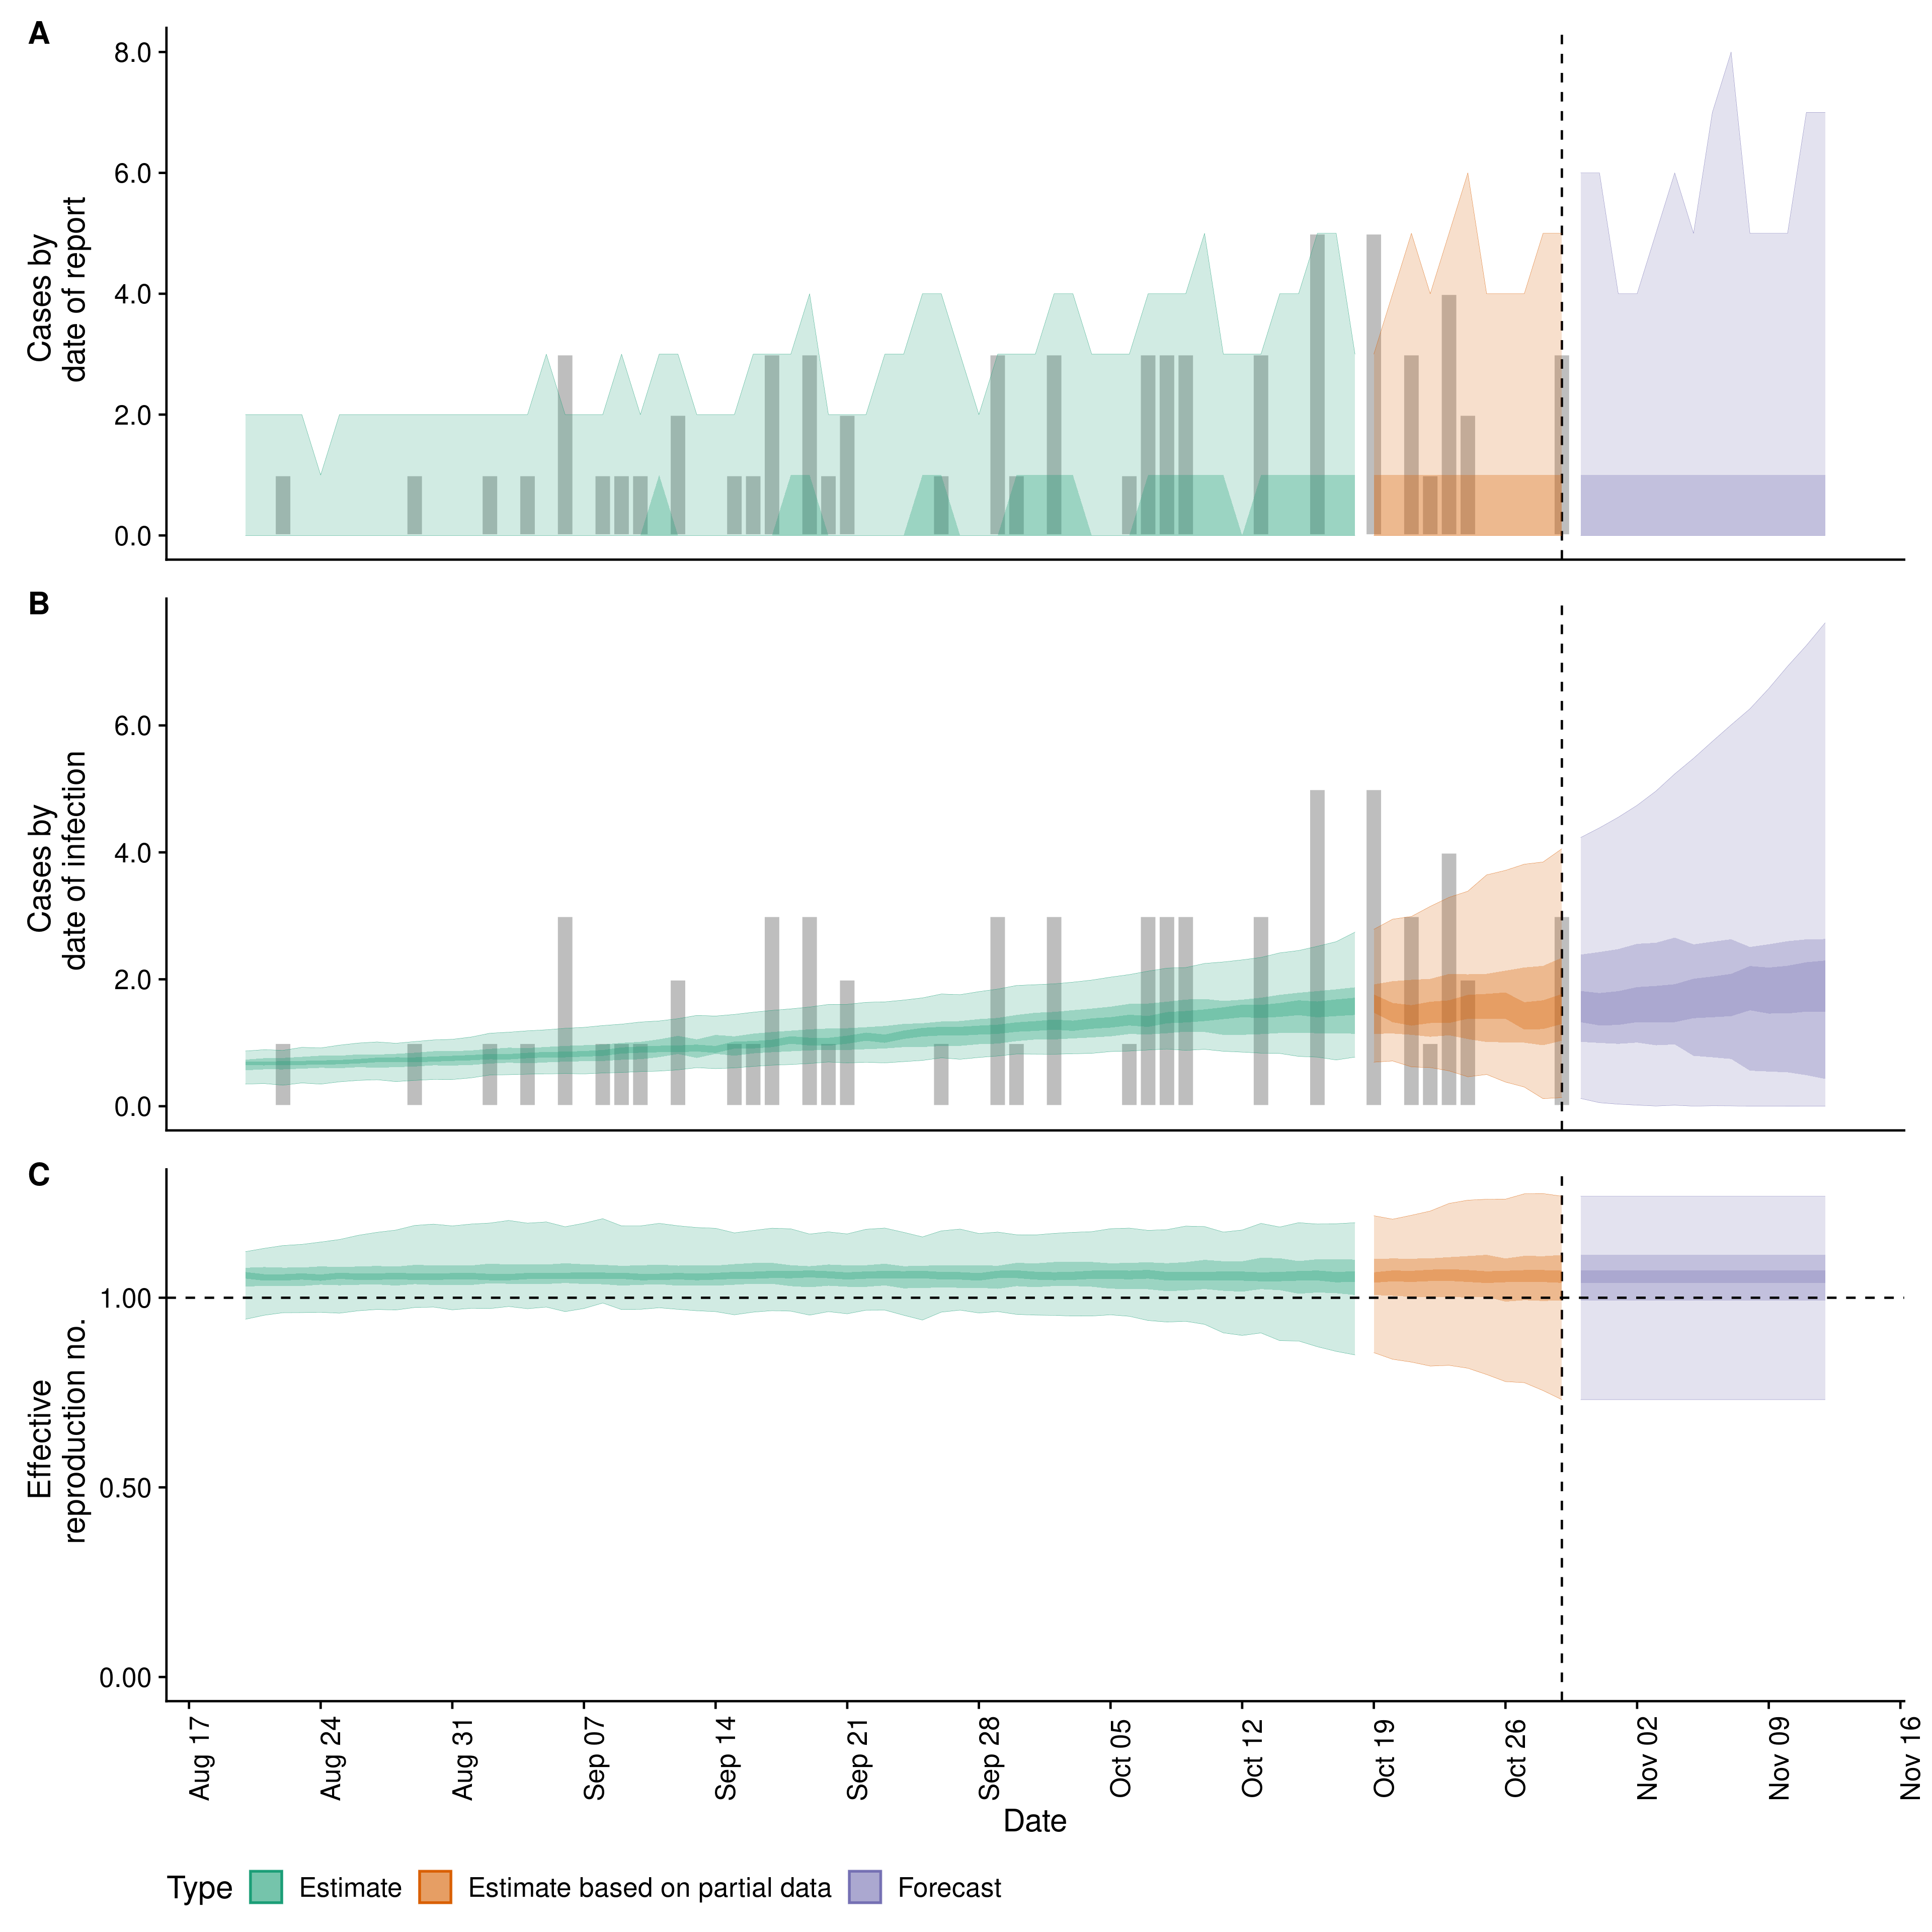 A
8.0
6.0
4.0
2.0
0.0
Cases by
date of report
B
6.0
4.0
2.0
0.0
Cases by
date of infection
C
1.00
0.50
0.00
Effective
reproduction no.
Aug 17
Aug 24
Aug 31
Sep 07
Sep 14
Sep 21
Sep 28
Oct 05
Oct 12
Oct 19
Oct 26
Nov 02
Nov 09
Nov 16
Date
Type Estimate Estimate based on partial data Forecast